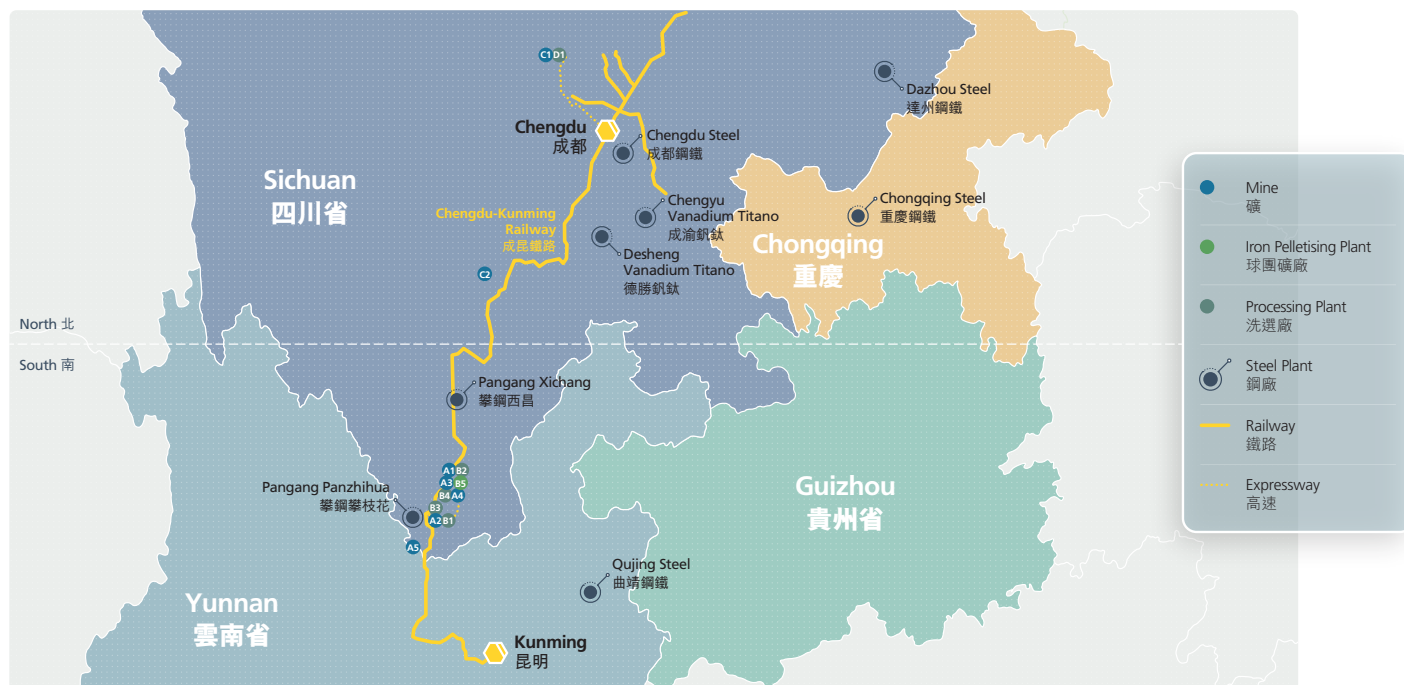 C1 D1
Dazhou Steel
達州鋼鐵
Chengdu
成都
Chengdu Steel
成都鋼鐵
Sichuan
四川省
Chengdu-Kunming
Railway
成昆鐵路
Chengyu
Vanadium Titano
成渝釩鈦
Desheng
Vanadium Titano
德勝釩鈦
Chongqing Steel
重慶鋼鐵
Chongqing
重慶
C2
North 北
South 南
Pangang Xichang
攀鋼西昌
A1 B2
A3 B5
B4 A4
B3
A2 B1
Pangang Panzhihua
攀鋼攀枝花
A5
Guizhou
貴州省
Qujing Steel
曲靖鋼鐵
Yunnan
雲南省
Kunming
昆明
Mine
礦
Iron Pelletising Plant
球團礦廠
Processing Plant
洗選廠
Steel Plant
鋼廠
Railway
鐵路
Expressway
高速